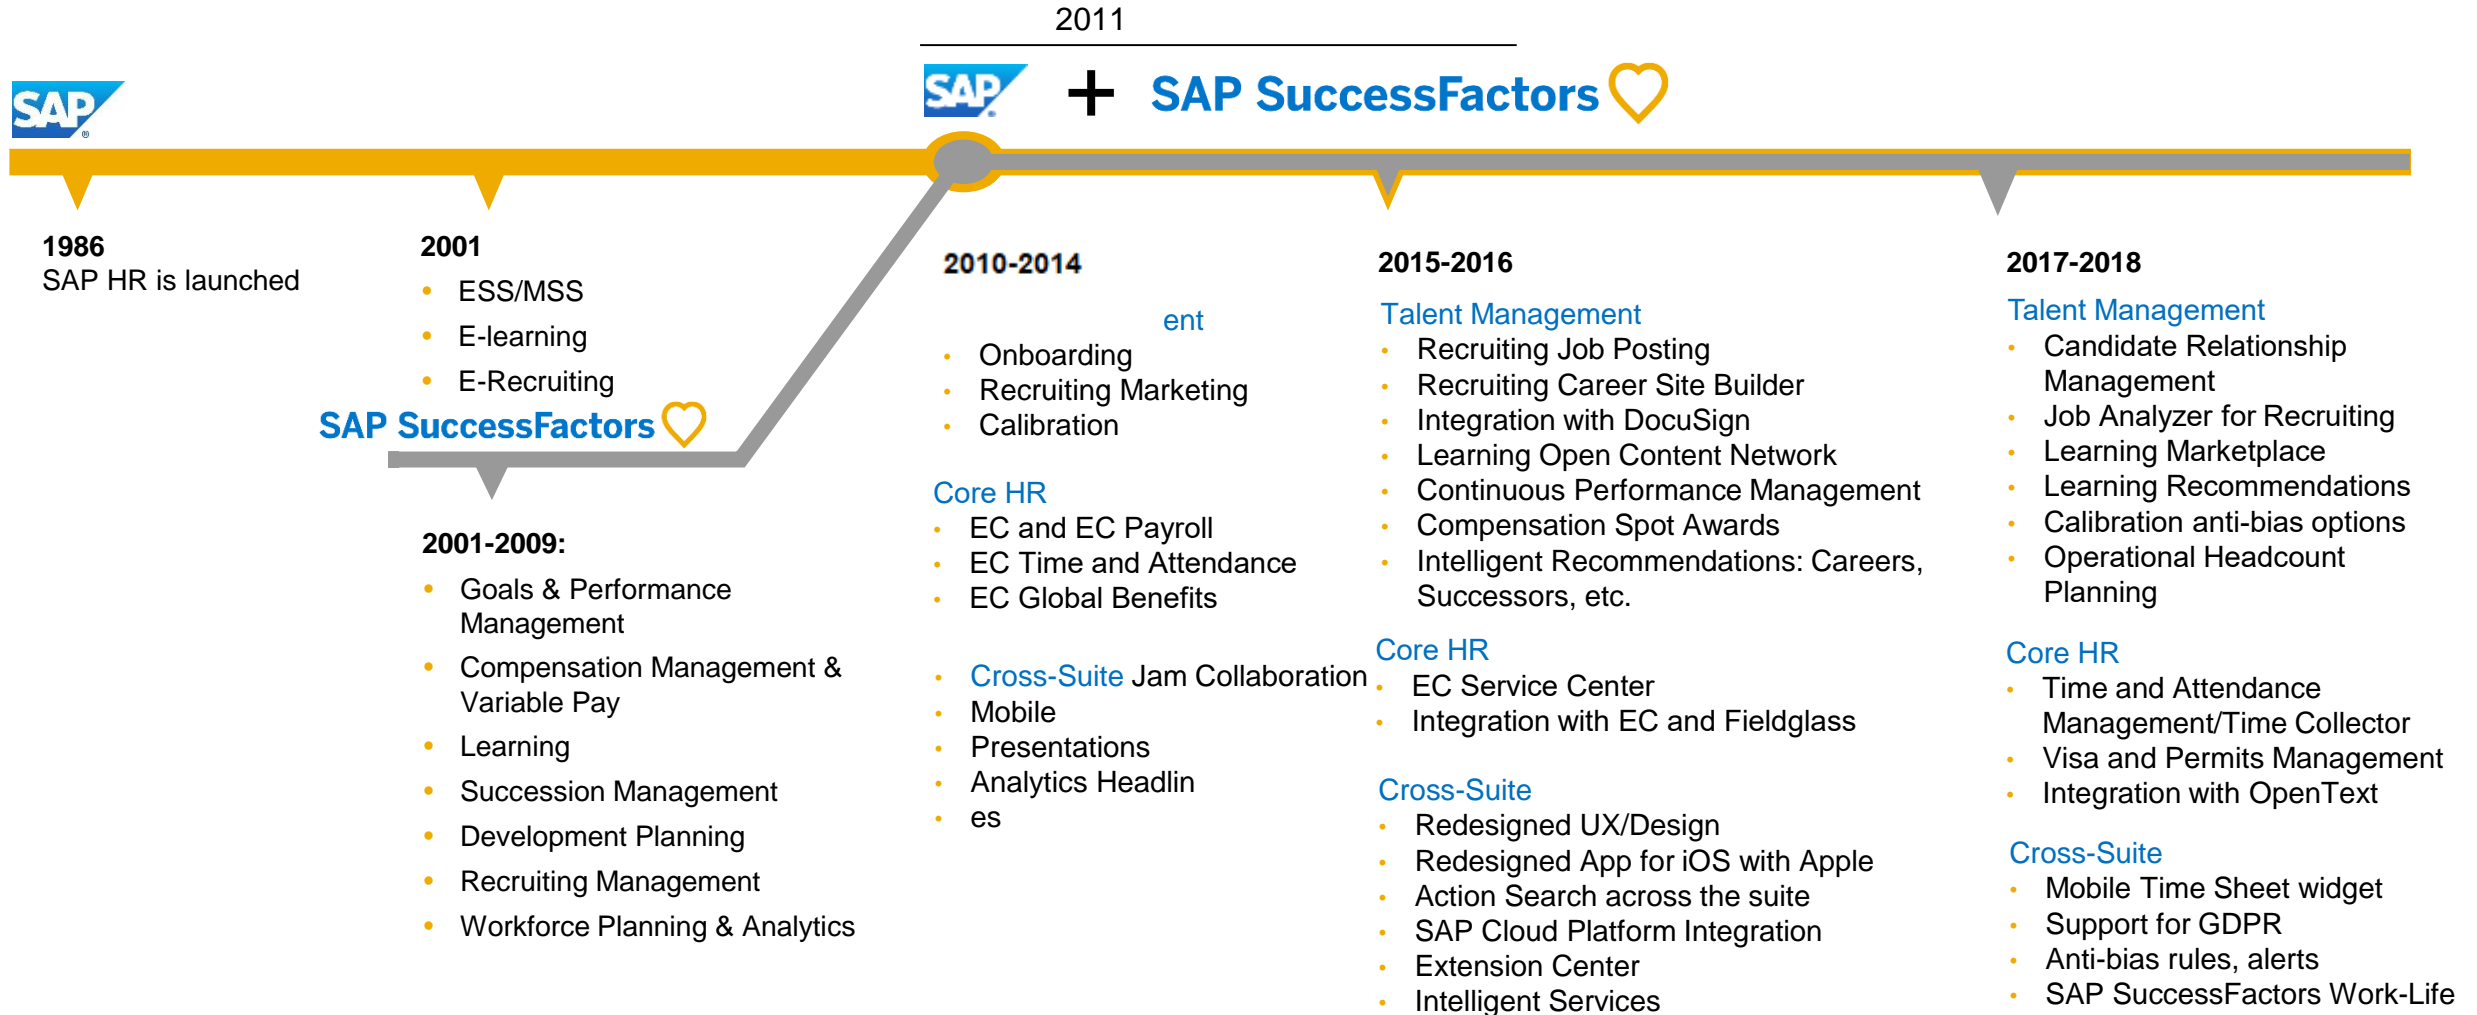 2011
SAP
®
SAP
+
SAP SuccessFactors
1986
SAP HR is launched
2001
• ESS/MSS
• E-learning
• E-Recruiting
SAP SuccessFactors
2001-2009:
• Goals & Performance
Management
• Compensation Management &
Variable Pay
• Learning
• Succession Management
• Development Planning
• Recruiting Management
• Workforce Planning & Analytics
2010-2014
ent
• Onboarding
• Recruiting Marketing
• Calibration
Core HR
• EC and EC Payroll
• EC Time and Attendance
• EC Global Benefits
• Cross-Suite Jam Collaboration
• Mobile
• Presentations
• Analytics Headlin
• es
2015-2016
Talent Management
• Recruiting Job Posting
• Recruiting Career Site Builder
• Integration with DocuSign
• Learning Open Content Network
• Continuous Performance Management
• Compensation Spot Awards
• Intelligent Recommendations: Careers,
Successors, etc.
Core HR
• EC Service Center
• Integration with EC and Fieldglass
Cross-Suite
• Redesigned UX/Design
• Redesigned App for iOS with Apple
• Action Search across the suite
• SAP Cloud Platform Integration
• Extension Center
• Intelligent Services
2017-2018
Talent Management
• Candidate Relationship
Management
• Job Analyzer for Recruiting
• Learning Marketplace
• Learning Recommendations
• Calibration anti-bias options
• Operational Headcount
Planning
Core HR
• Time and Attendance
Management/Time Collector
• Visa and Permits Management
• Integration with OpenText
Cross-Suite
• Mobile Time Sheet widget
• Support for GDPR
• Anti-bias rules, alerts
• SAP SuccessFactors Work-Life